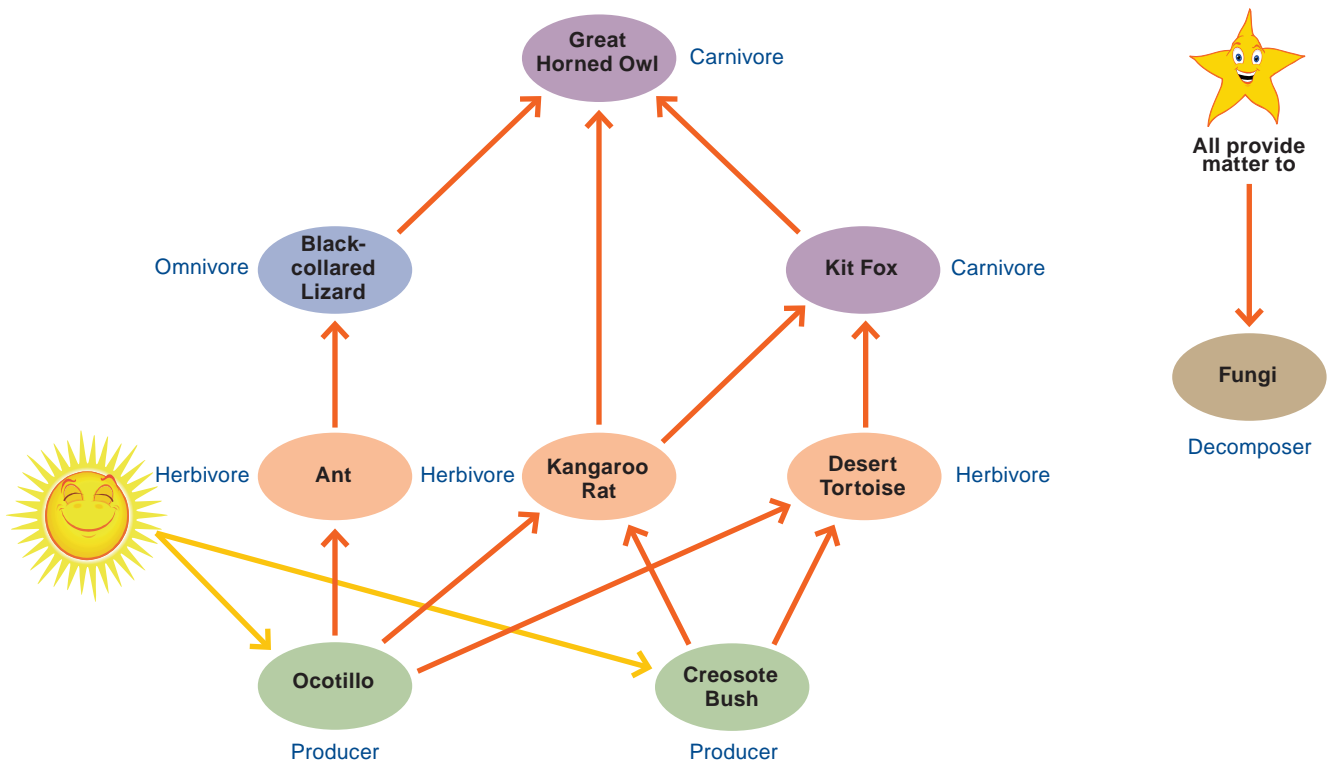 Great
Horned Owl
Carnivore
All provide
matter to
Omnivore
Black-
collared
Lizard
Kit Fox
Carnivore
Fungi
Decomposer
Herbivore
Ant
Herbivore
Kangaroo
Rat
Desert
Tortoise
Herbivore
Ocotillo
Producer
Creosote
Bush
Producer